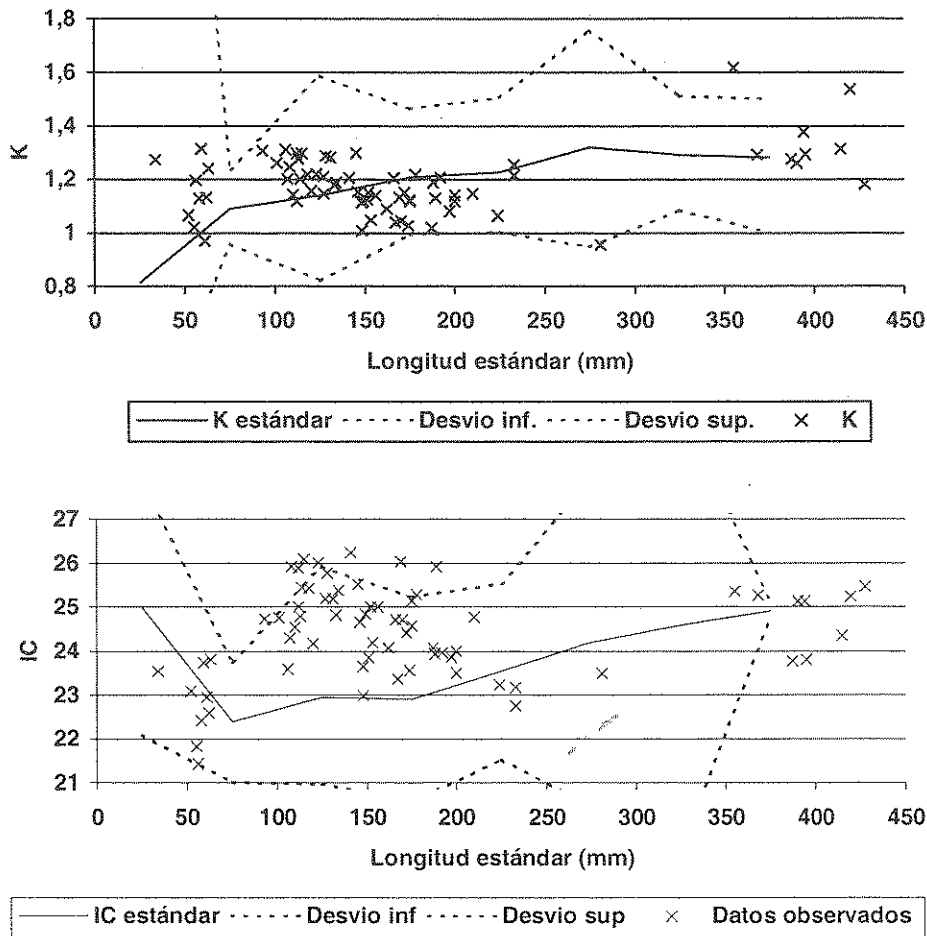 1,8
1,6
1,4
1,2
1
0,8
K
0 50 100 150 200 250 300 350 400 450
Longitud estándar (mm)
K estándar Desvio inf. Desvio sup. K
27
26
25
24
23
22
21
IC
0 50 100 150 200 250 300 350 400 450
Longitud estándar (mm)
IC estándar Desvio inf Desvio sup Datos observados